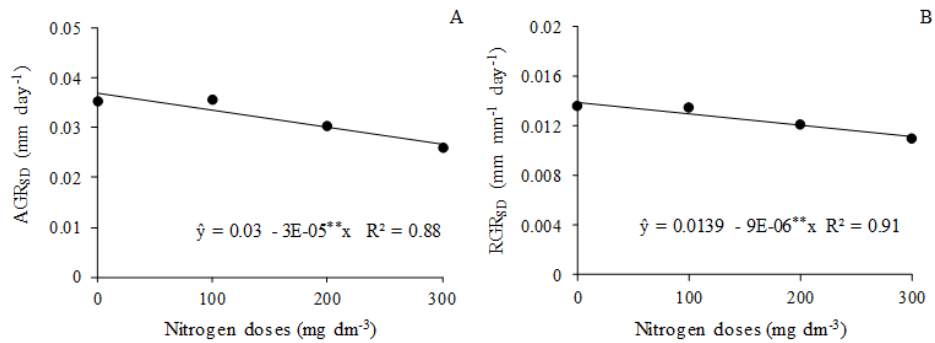 A
0.05
0.04
0.03
0.02
0.01
0
AGR_SD (mm day⁻¹)
ŷ = 0.03 - 3E-05**x R² = 0.88
0 100 200 300
Nitrogen doses (mg dm⁻³)
B
0.02
0.016
0.012
0.008
0.004
0
RGR_SD (mm mm⁻¹ day⁻¹)
ŷ = 0.0139 - 9E-06**x R² = 0.91
0 100 200 300
Nitrogen doses (mg dm⁻³)